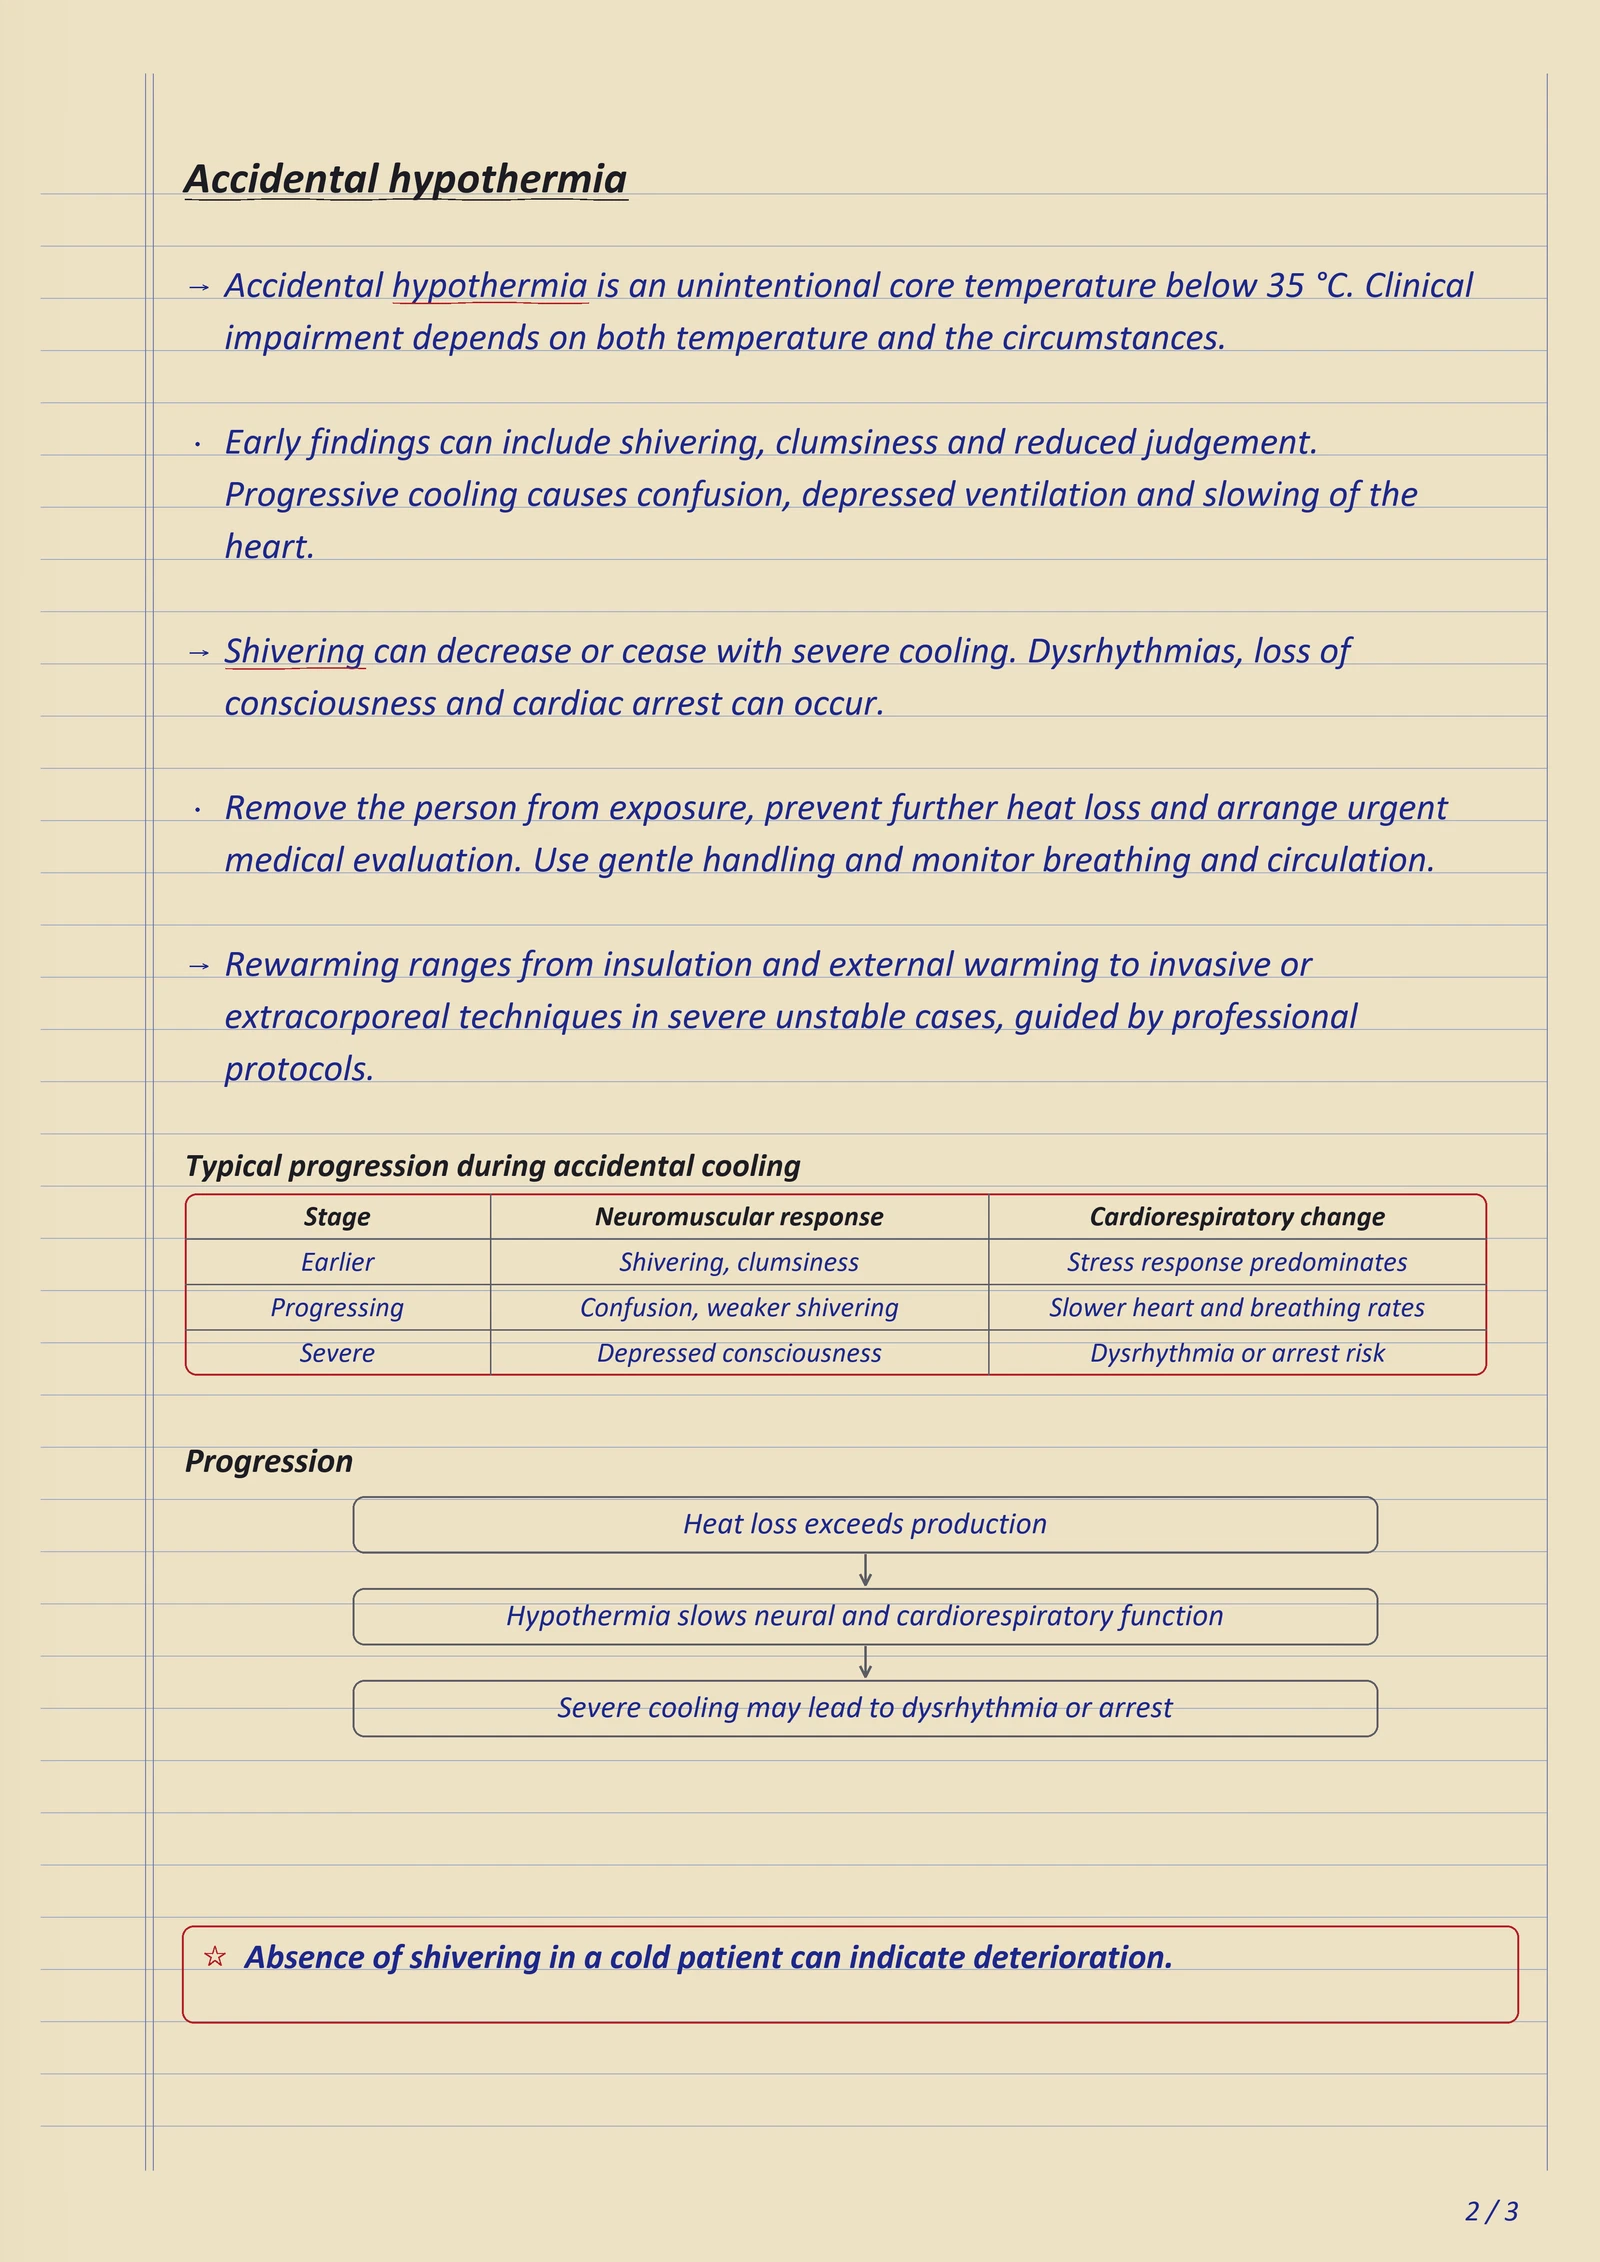 Accidental hypothermia
→ Accidental hypothermia is an unintentional core temperature below 35 °C. Clinical
impairment depends on both temperature and the circumstances.
· Early findings can include shivering, clumsiness and reduced judgement.
Progressive cooling causes confusion, depressed ventilation and slowing of the
heart.
→ Shivering can decrease or cease with severe cooling. Dysrhythmias, loss of
consciousness and cardiac arrest can occur.
· Remove the person from exposure, prevent further heat loss and arrange urgent
medical evaluation. Use gentle handling and monitor breathing and circulation.
→ Rewarming ranges from insulation and external warming to invasive or
extracorporeal techniques in severe unstable cases, guided by professional
protocols.
Typical progression during accidental cooling
Stage Neuromuscular response Cardiorespiratory change
Earlier Shivering, clumsiness Stress response predominates
Progressing Confusion, weaker shivering Slower heart and breathing rates
Severe Depressed consciousness Dysrhythmia or arrest risk
Progression
Heat loss exceeds production
Hypothermia slows neural and cardiorespiratory function
Severe cooling may lead to dysrhythmia or arrest
☆ Absence of shivering in a cold patient can indicate deterioration.
2 / 3